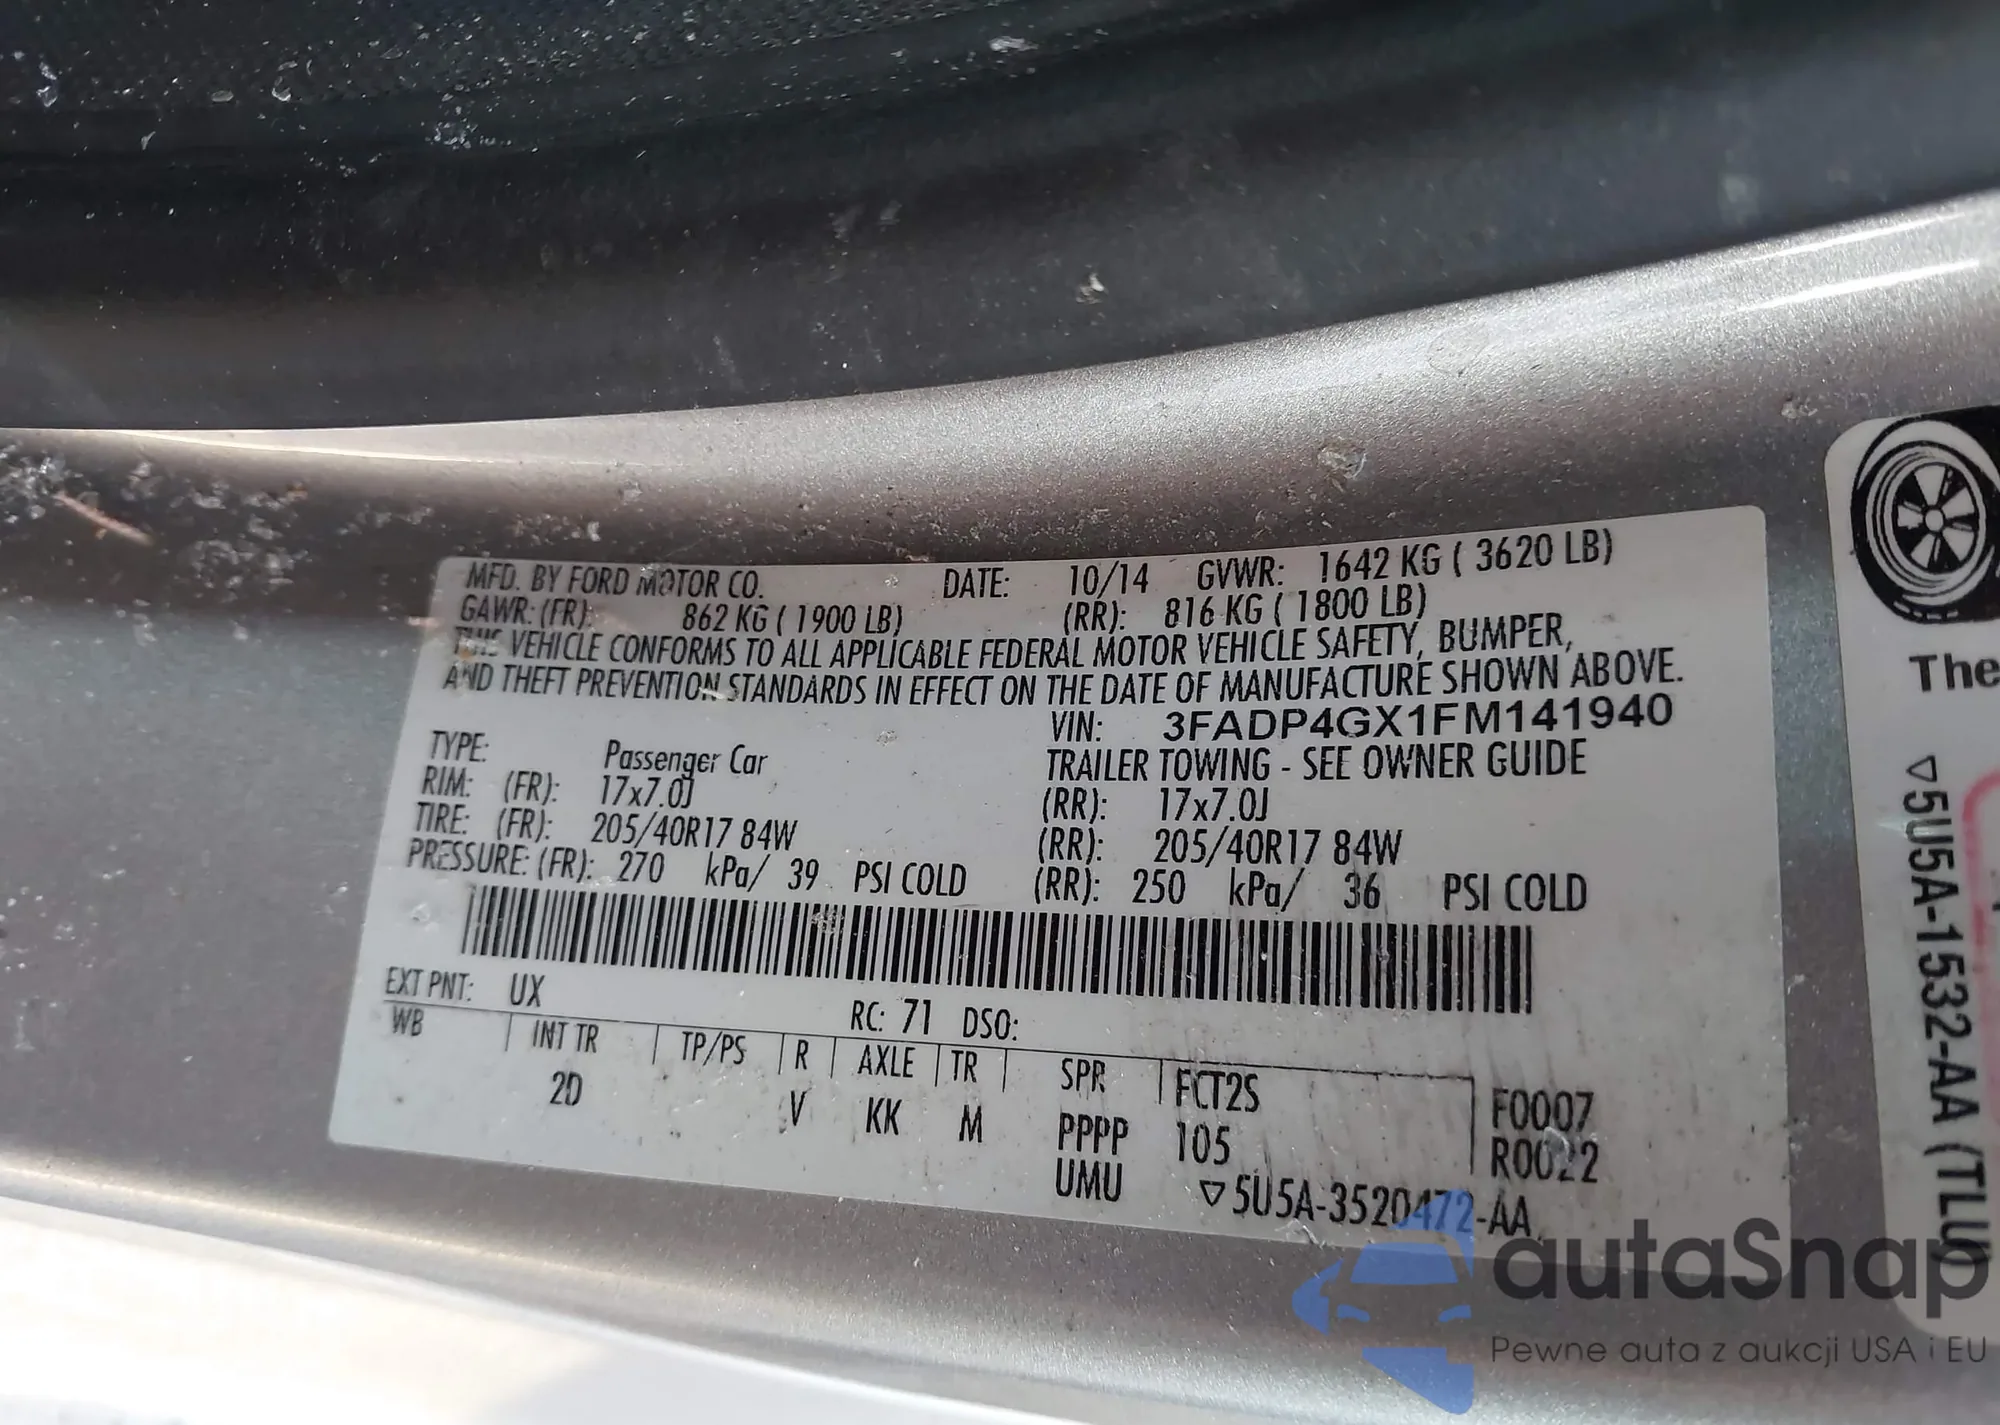 MFD. BY FORD MOTOR CO. DATE: 10/14 GVWR: 1642 KG ( 3620 LB)
GAWR: (FR): 862 KG ( 1900 LB) (RR): 816 KG ( 1800 LB)
THIS VEHICLE CONFORMS TO ALL APPLICABLE FEDERAL MOTOR VEHICLE SAFETY, BUMPER,
AND THEFT PREVENTION STANDARDS IN EFFECT ON THE DATE OF MANUFACTURE SHOWN ABOVE.
VIN: 3FADP4GX1FM141940
TYPE: Passenger Car TRAILER TOWING - SEE OWNER GUIDE
RIM: (FR): 17x7.0J (RR): 17x7.0J
TIRE: (FR): 205/40R17 84W (RR): 205/40R17 84W
PRESSURE: (FR): 270 kPa/ 39 PSI COLD (RR): 250 kPa/ 36 PSI COLD
EXT PNT: UX RC: 71 DSO:
WB INT TR TP/PS R AXLE TR SPR FCT2S F0007
2D V KK M PPPP 105 R0022
UMU ▽5U5A-3520472-AA
The
▽5U5A-1532-AA (TLU)
autaSnap
Pewne auta z aukcji USA i EU